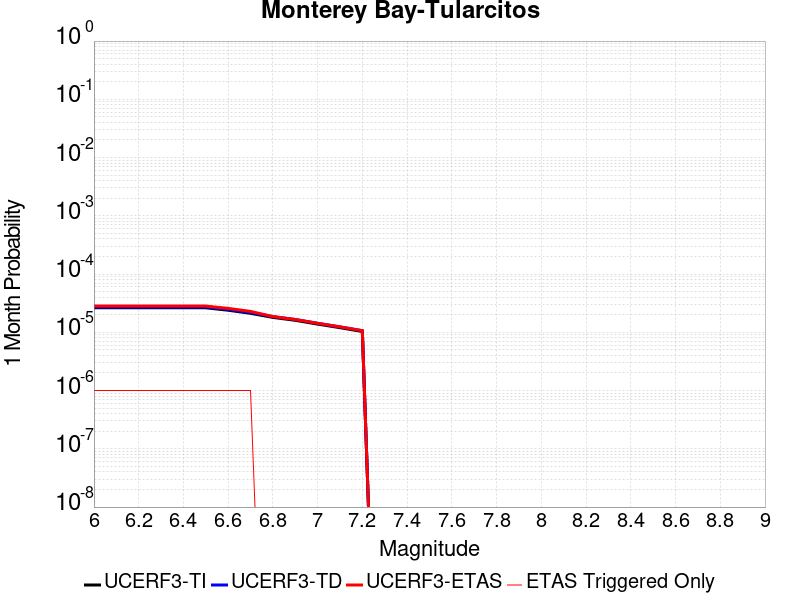 Monterey Bay-Tularcitos
1 Month Probability
10^0
10^-1
10^-2
10^-3
10^-4
10^-5
10^-6
10^-7
10^-8
6 6.2 6.4 6.6 6.8 7 7.2 7.4 7.6 7.8 8 8.2 8.4 8.6 8.8 9
Magnitude
UCERF3-TI UCERF3-TD UCERF3-ETAS ETAS Triggered Only